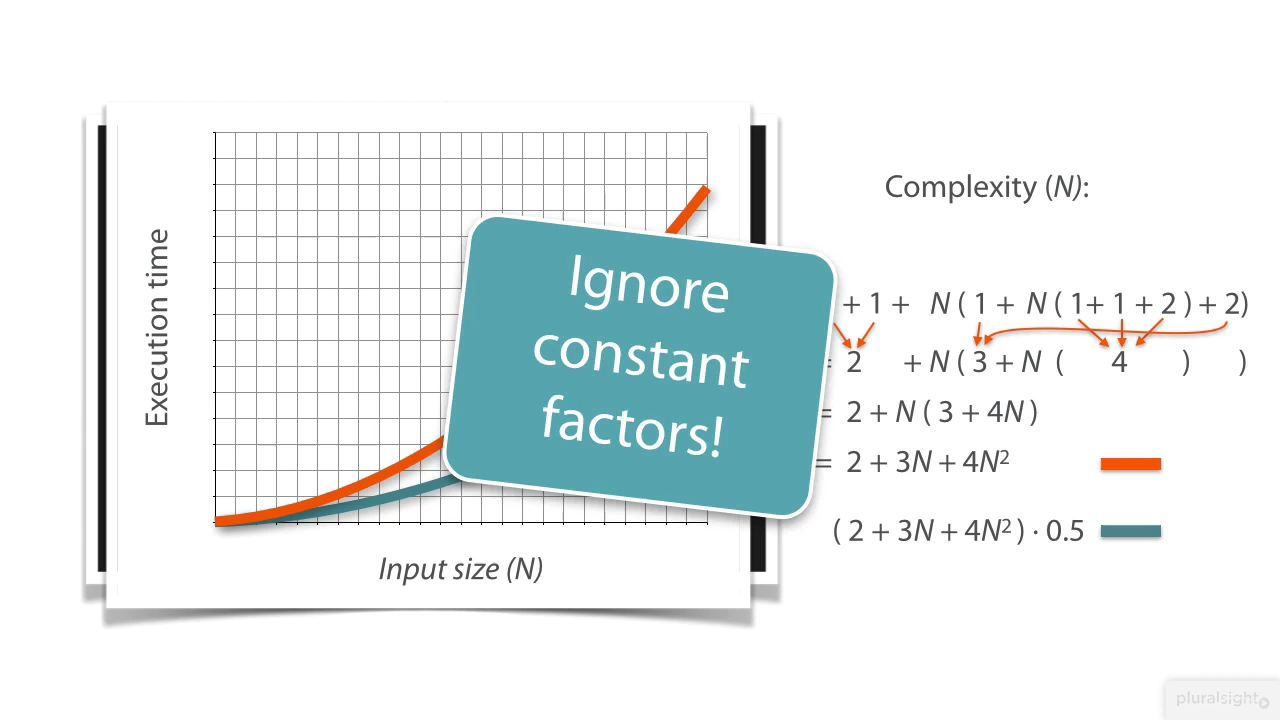 Complexity (N):
Execution time
Ignore
constant
factors!
+ 1 + N ( 1 + N ( 1 + 1 + 2 ) + 2)
= 2 + N ( 3 + N ( 4 ) )
= 2 + N ( 3 + 4N )
= 2 + 3N + 4N²
( 2 + 3N + 4N² ) · 0.5
Input size (N)
pluralsight